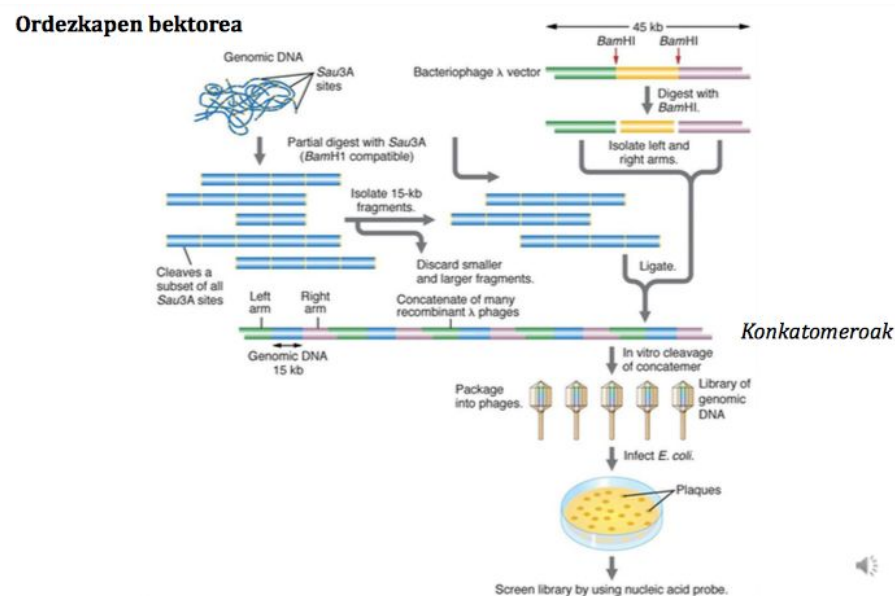 Ordezkapen bektorea
Genomic DNA
Sau3A
sites
45 kb
BamHI
BamHI
Bacteriophage λ vector
Digest with
BamHI.
Partial digest with Sau3A
(BamH1 compatible)
Isolate left and
right arms.
Isolate 15-kb
fragments.
Cleaves a
subset of all
Sau3A sites
Discard smaller
and larger fragments.
Ligate.
Left
arm
Right
arm
Concatenate of many
recombinant λ phages
Konkatomeroak
Genomic DNA
15 kb
In vitro cleavage
of concatemer
Package
into phages.
Library of
genomic
DNA
Infect E. coli.
Plaques
Screen library by using nucleic acid probe.